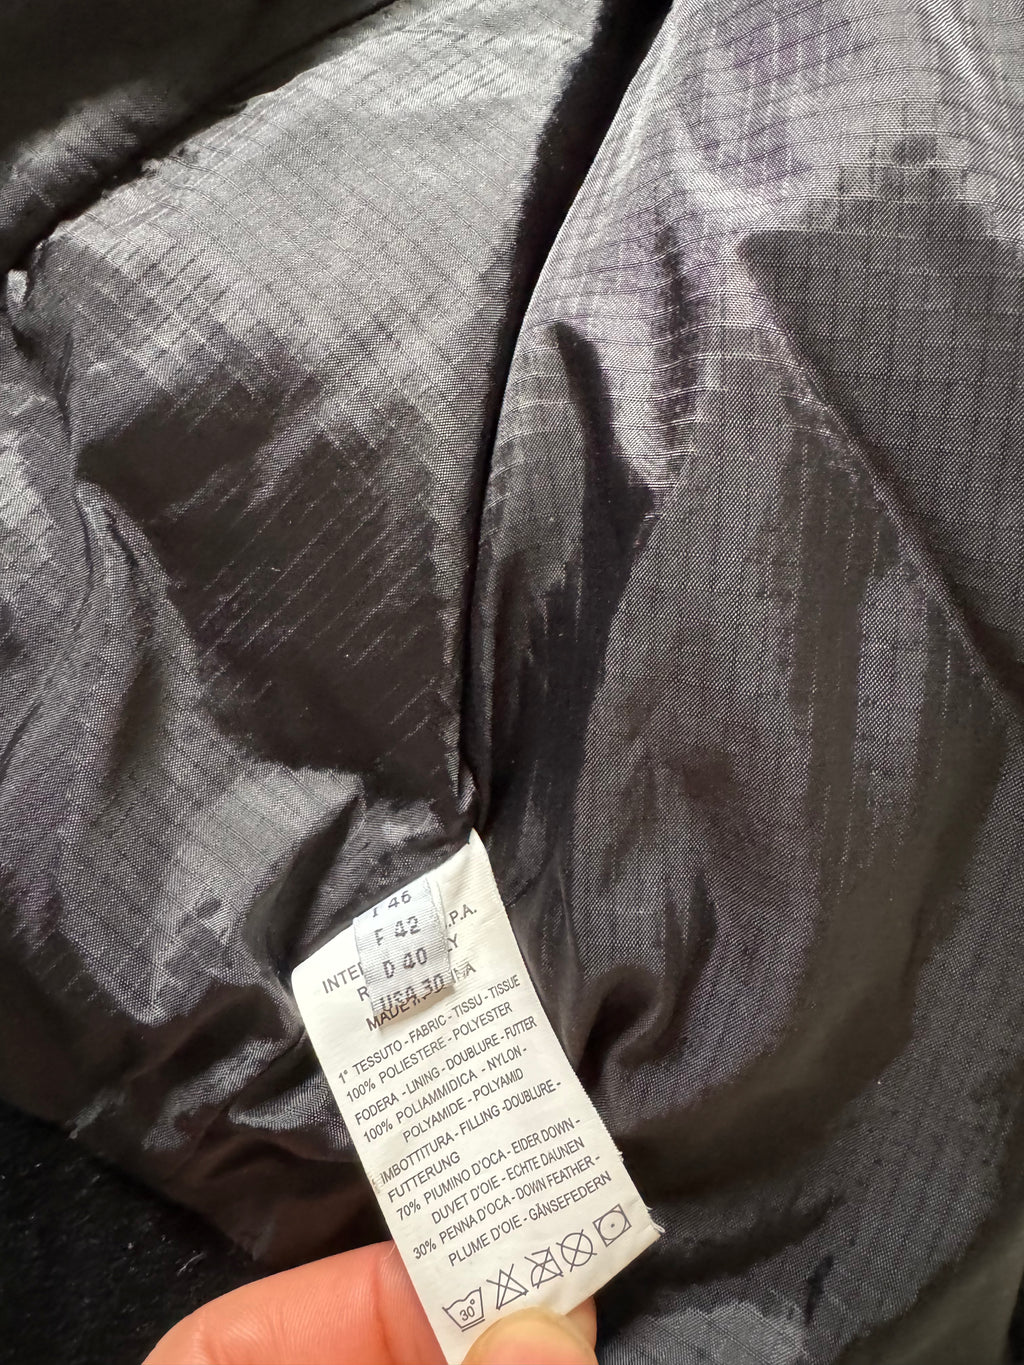 I 46
F 42
D 40
USA 30
.P.A.
INTE
MADE
1° TESSUTO - FABRIC - TISSU - TISSUE
100% POLIESTERE - POLYESTER
FODERA - LINING - DOUBLURE - FUTTER
100% POLIAMMIDICA - NYLON -
POLYAMIDE - POLYAMID
IMBOTTITURA - FILLING -DOUBLURE -
FUTTERUNG
70% PIUMINO D'OCA - EIDER DOWN -
DUVET D'OIE - ECHTE DAUNEN
30% PENNA D'OCA - DOWN FEATHER -
PLUME D'OIE - GÄNSEFEDERN
30°